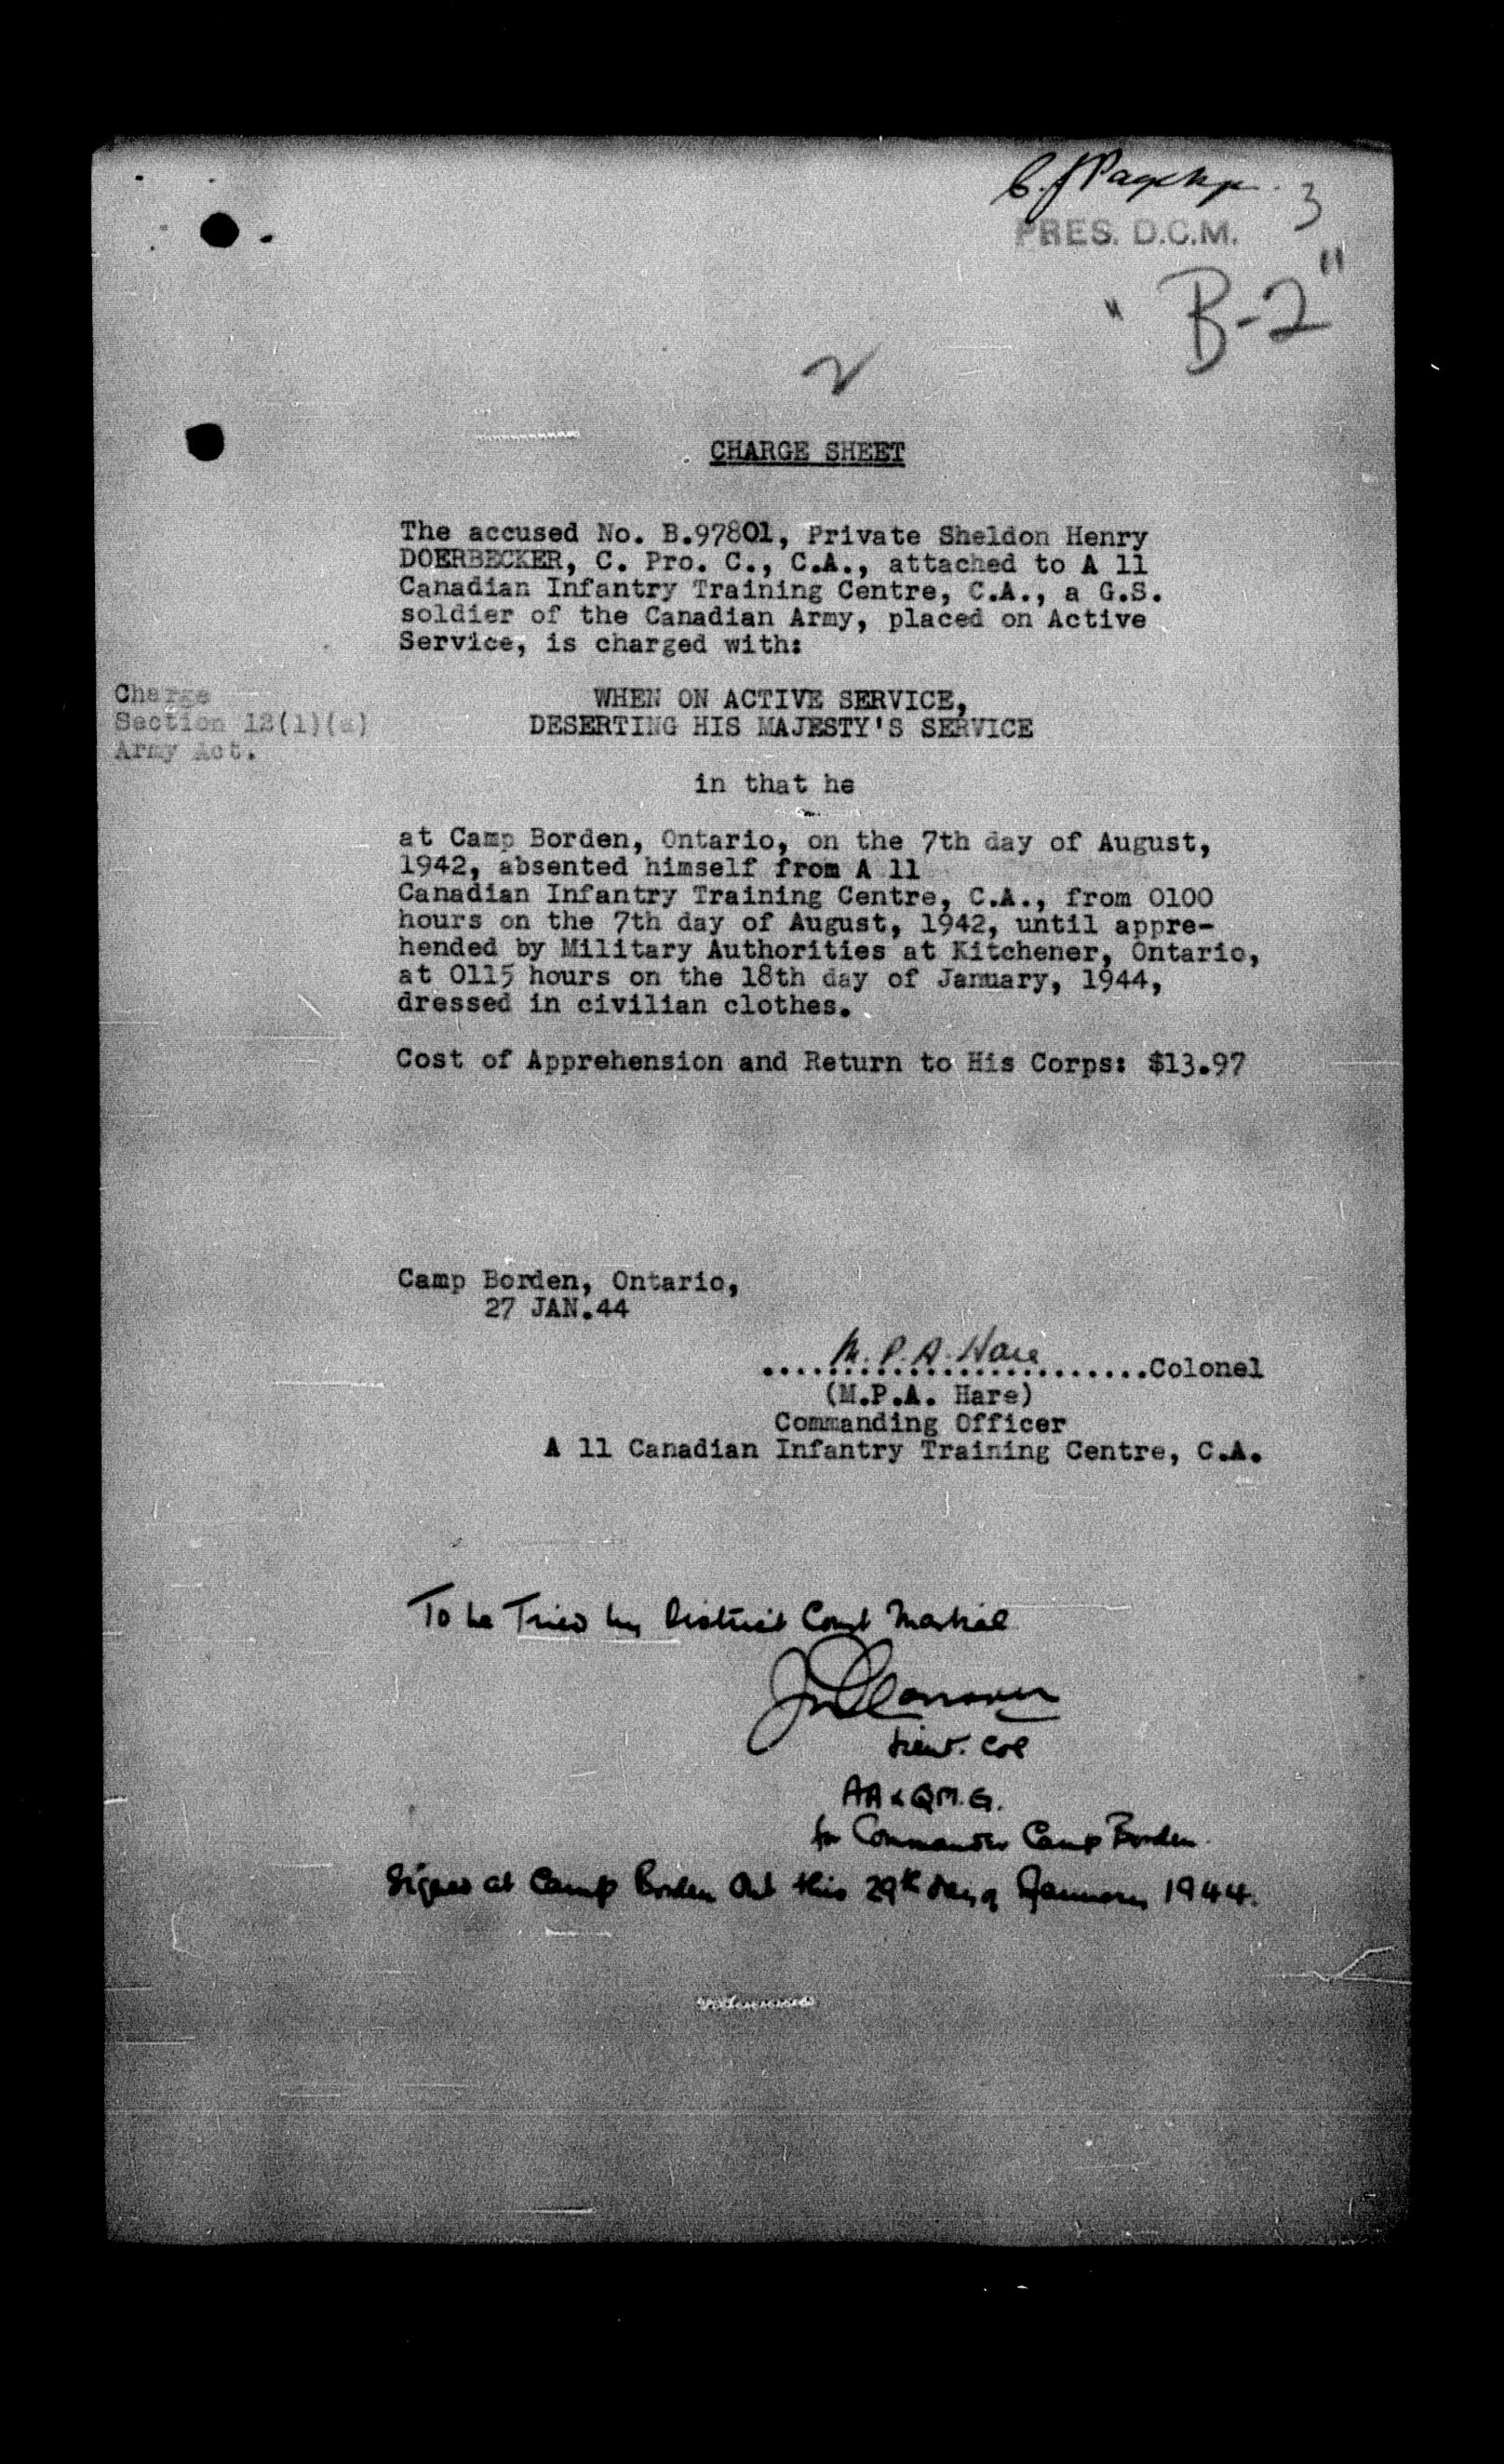 3
PRES. D.C.M.
"B-2"
2
CHARGE SHEET
The accused No. B.97801, Private Sheldon Henry
DOERBECKER, C. Pro. C., C.A., attached to A 11
Canadian Infantry Training Centre, C.A., a G.S.
soldier of the Canadian Army, placed on Active
Service, is charged with:
Charge
Section 12(1)(a)
Army Act.
WHEN ON ACTIVE SERVICE,
DESERTING HIS MAJESTY'S SERVICE
in that he
at Camp Borden, Ontario, on the 7th day of August,
1942, absented himself from A 11
Canadian Infantry Training Centre, C.A., from 0100
hours on the 7th day of August, 1942, until appre-
hended by Military Authorities at Kitchener, Ontario,
at 0115 hours on the 18th day of January, 1944,
dressed in civilian clothes.
Cost of Apprehension and Return to His Corps: $13.97
Camp Borden, Ontario,
27 JAN.44
M.P.A. Hare
..........................Colonel
(M.P.A. Hare)
Commanding Officer
A 11 Canadian Infantry Training Centre, C.A.
To be Tried by District Court Martial
Lieut. Col
AA & QM.G.
for Commander Camp Borden.
Signed at Camp Borden Ont this 29th day of January 1944.